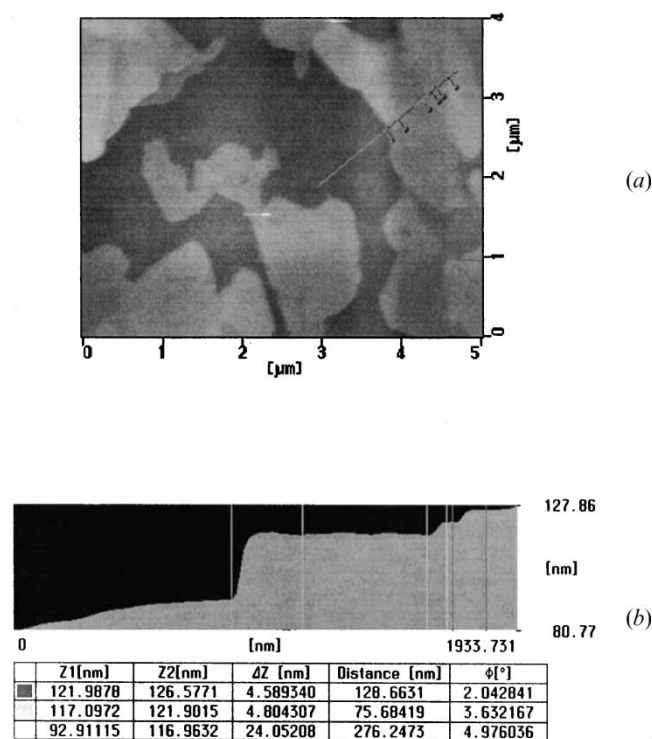 4
3
2
1
0
[µm]
0 1 2 3 4 5
[µm]
(a)
127.86
[nm]
80.77
(b)
0 [nm] 1933.731
Z1[nm] Z2[nm] ΔZ [nm] Distance [nm] ϕ[°]
121.9878 126.5771 4.589340 128.6631 2.042841
117.0972 121.9015 4.804307 75.68419 3.632167
92.91115 116.9632 24.05208 276.2473 4.976036